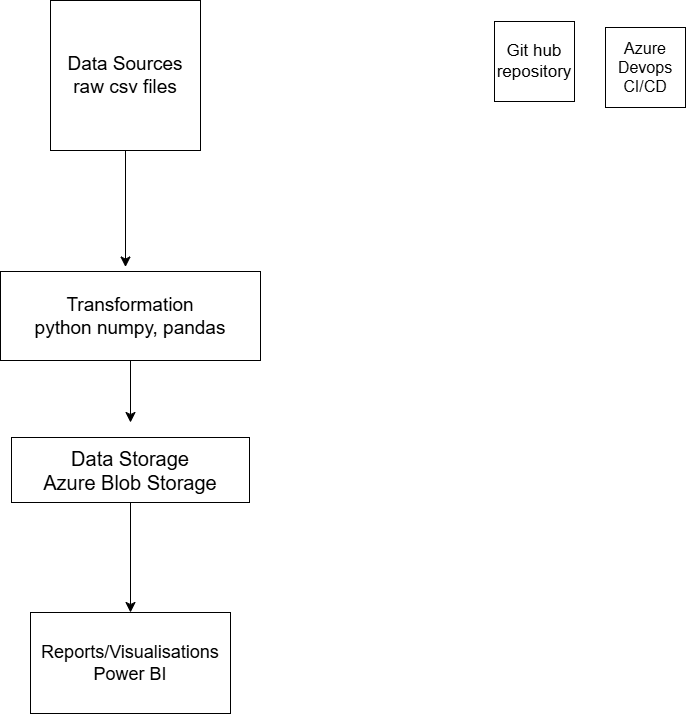 Data Sources
raw csv files
Git hub
repository
Azure
Devops
CI/CD
Transformation
python numpy, pandas
Data Storage
Azure Blob Storage
Reports/Visualisations
Power BI